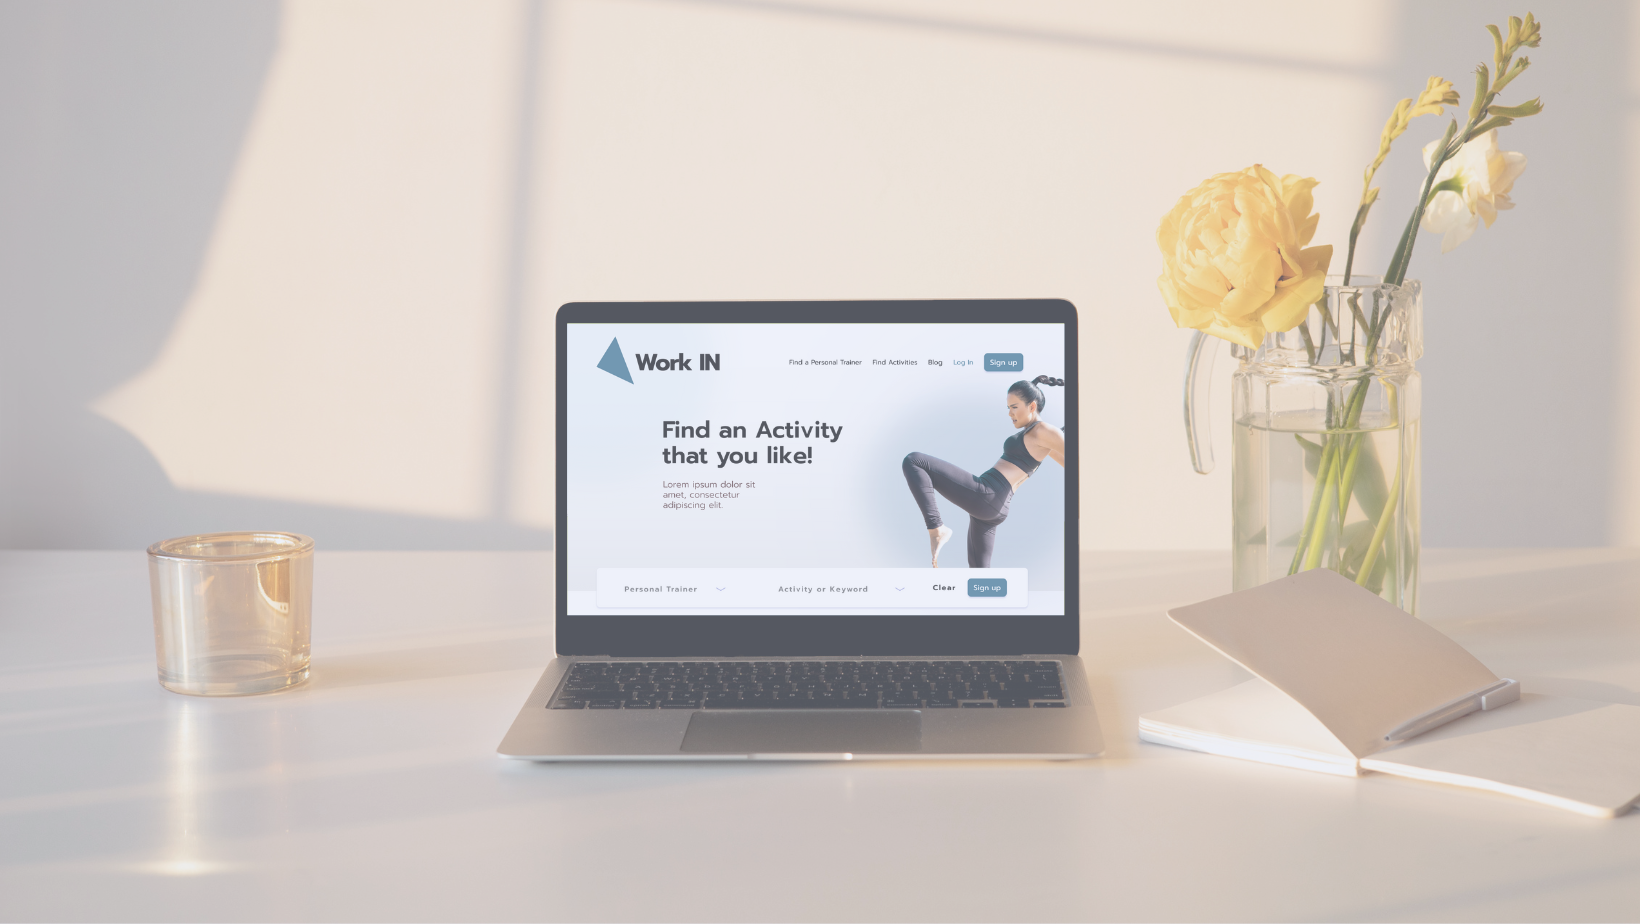 Work IN
Find a Personal Trainer Find Activities Blog Log In Sign up
Find an Activity
that you like!
Lorem ipsum dolor sit
amet, consectetur
adipiscing elit.
Personal Trainer Activity or Keyword Clear Sign up